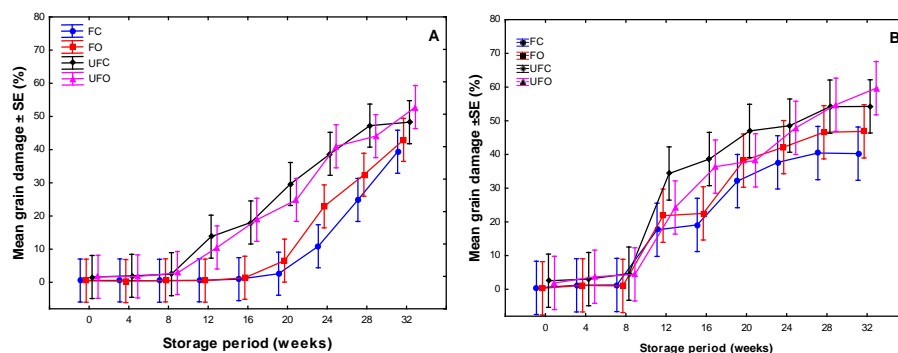 A
FC
FO
UFC
UFO
Mean grain damage ± SE (%)
80
70
60
50
40
30
20
10
0
0 4 8 12 16 20 24 28 32
Storage period (weeks)
B
FC
FO
UFC
UFO
Mean grain damage ±SE (%)
80
70
60
50
40
30
20
10
0
0 4 8 12 16 20 24 28 32
Storage period (weeks)